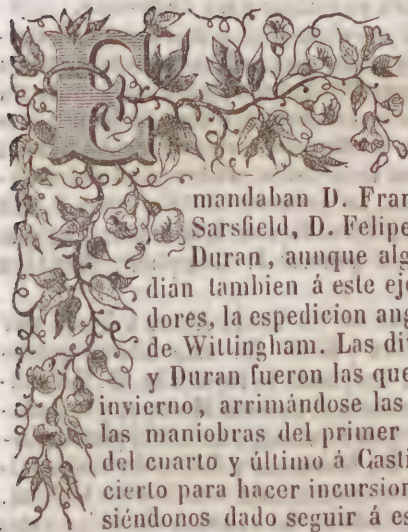 E
mandaban D. Fran
Sarsfield, D. Felipe
Duran, aunque alg
dian tambien á este ej
dores, la espedicion ang
de Wittingham. Las di
y Duran fueron las que
invierno, arrimándose las
las maniobras del primer
del cuarto y último á Casti
cierto para hacer incursion
siéndonos dado seguir á es